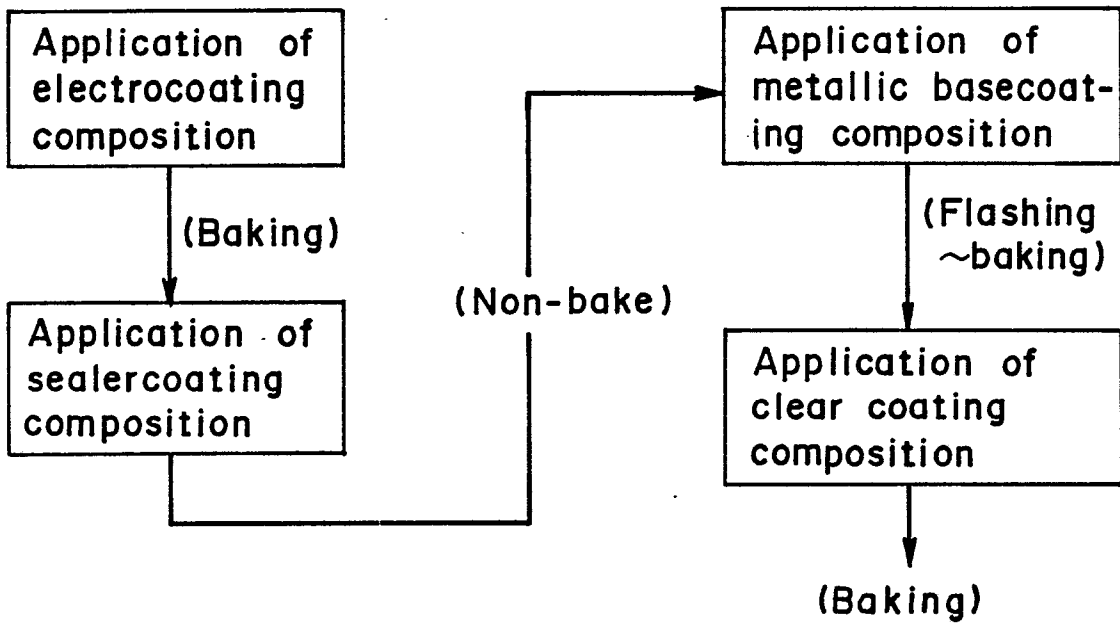 Application of
electrocoating
composition
(Baking)
Application of
sealercoating
composition
(Non-bake)
Application of
metallic basecoat-
ing composition
(Flashing
~baking)
Application of
clear coating
composition
(Baking)